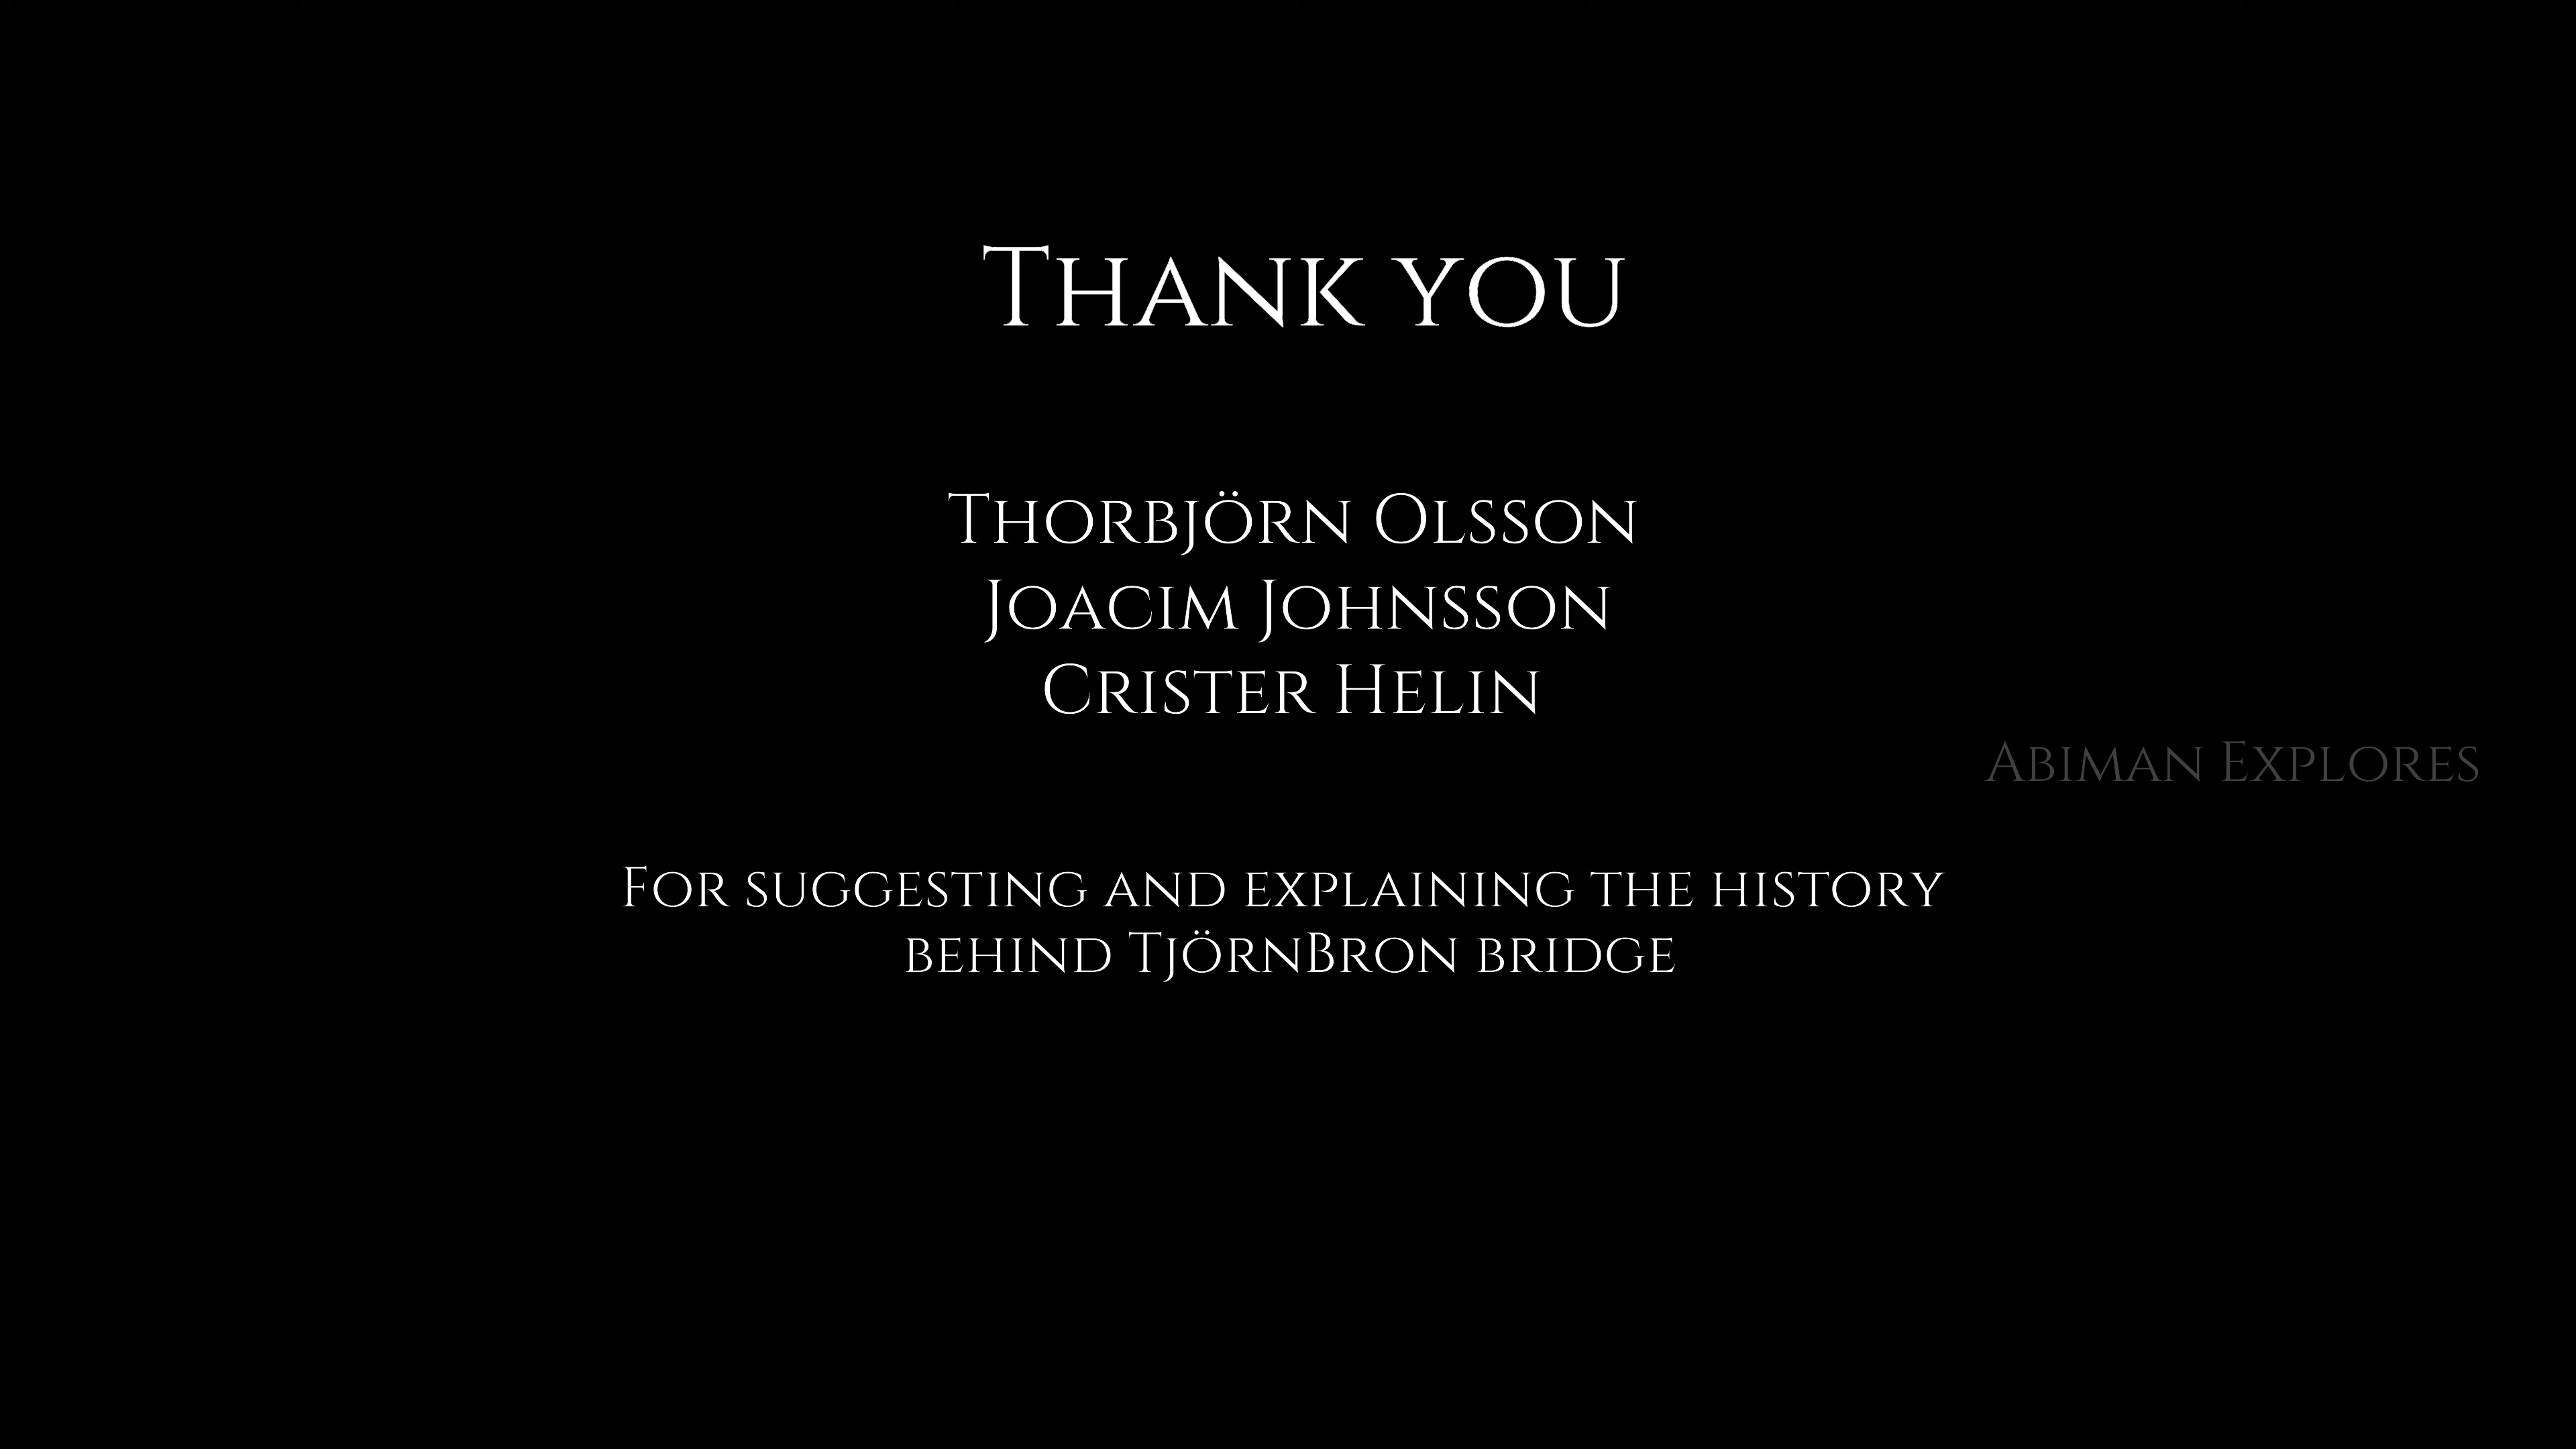 Thank you
Thorbjörn Olsson
Joacim Johnsson
Crister Helin
Abiman Explores
For suggesting and explaining the history
behind TjörnBron bridge